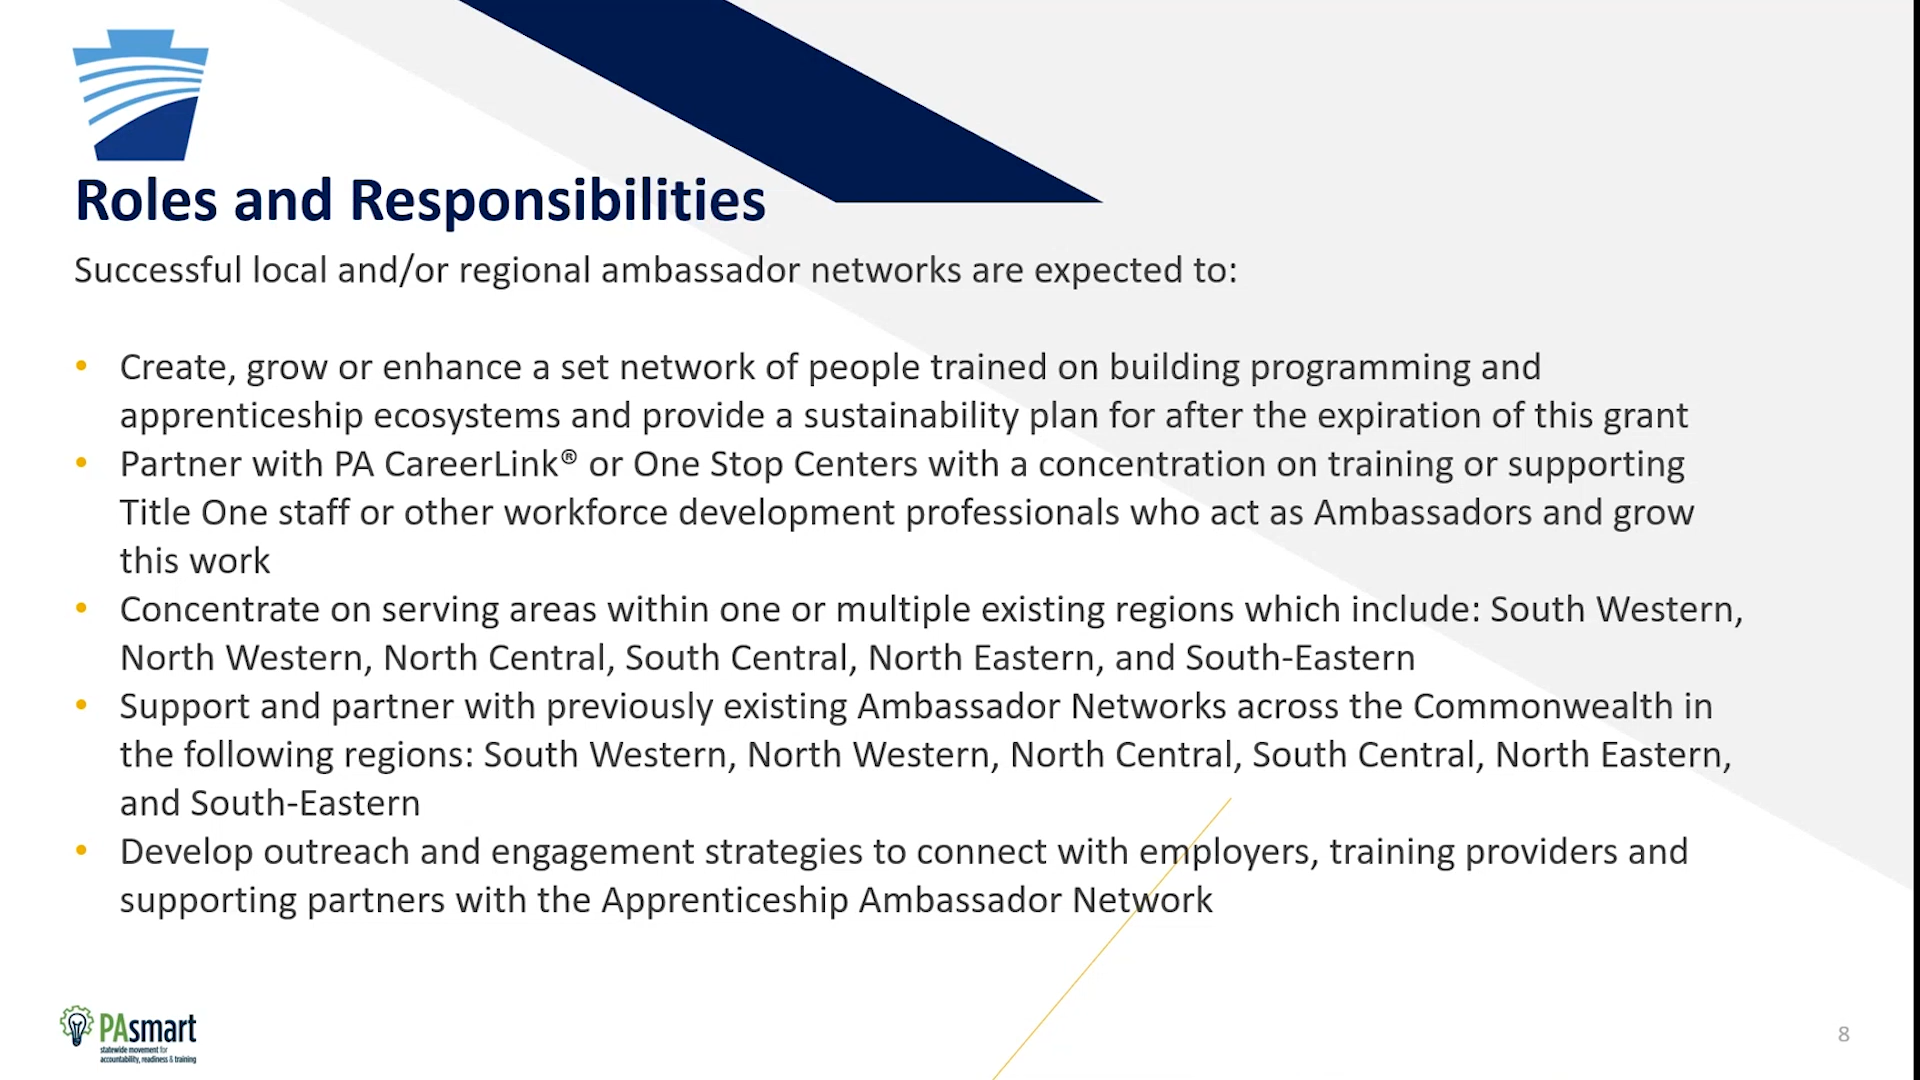 Roles and Responsibilities
Successful local and/or regional ambassador networks are expected to:
• Create, grow or enhance a set network of people trained on building programming and
apprenticeship ecosystems and provide a sustainability plan for after the expiration of this grant
• Partner with PA CareerLink® or One Stop Centers with a concentration on training or supporting
Title One staff or other workforce development professionals who act as Ambassadors and grow
this work
• Concentrate on serving areas within one or multiple existing regions which include: South Western,
North Western, North Central, South Central, North Eastern, and South-Eastern
• Support and partner with previously existing Ambassador Networks across the Commonwealth in
the following regions: South Western, North Western, North Central, South Central, North Eastern,
and South-Eastern
• Develop outreach and engagement strategies to connect with employers, training providers and
supporting partners with the Apprenticeship Ambassador Network
PAsmart
statewide movement for
accountability, readiness & training
8